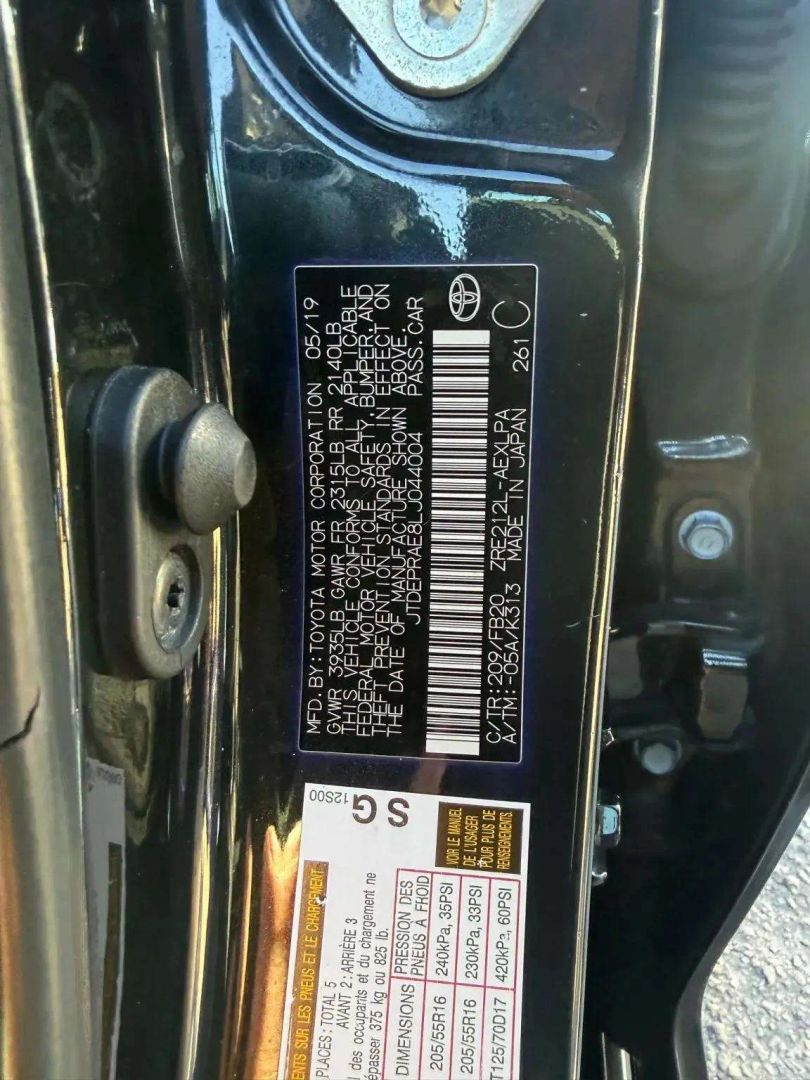 MFD. BY: TOYOTA MOTOR CORPORATION 05/19
GVWR 3935LB GAWR FR 2315LB RR 2140LB
THIS VEHICLE CONFORMS TO ALL APPLICABLE
FEDERAL MOTOR VEHICLE SAFETY, BUMPER, AND
THEFT PREVENTION STANDARDS IN EFFECT ON
THE DATE OF MANUFACTURE SHOWN ABOVE.
JTDEPRAE8LJ044004 PASS. CAR
C/TR: 209/FB20 ZRE212L-AEXLPA 261
A/TM: -05A/K313 MADE IN JAPAN C
SG
12S00
SUR LES PNEUS ET LE CHARGEMENT
PLACES: TOTAL 5
AVANT 2: ARRIÈRE 3
des occupants et du chargement ne
dépasser 375 kg ou 825 lb.
DIMENSIONS PRESSION DES PNEUS À FROID
205/55R16 240kPa, 35PSI
205/55R16 230kPa, 33PSI
T125/70D17 420kPa, 60PSI
VOIR LE MANUEL
DE L'USAGER
POUR PLUS DE
RENSEIGNEMENTS.